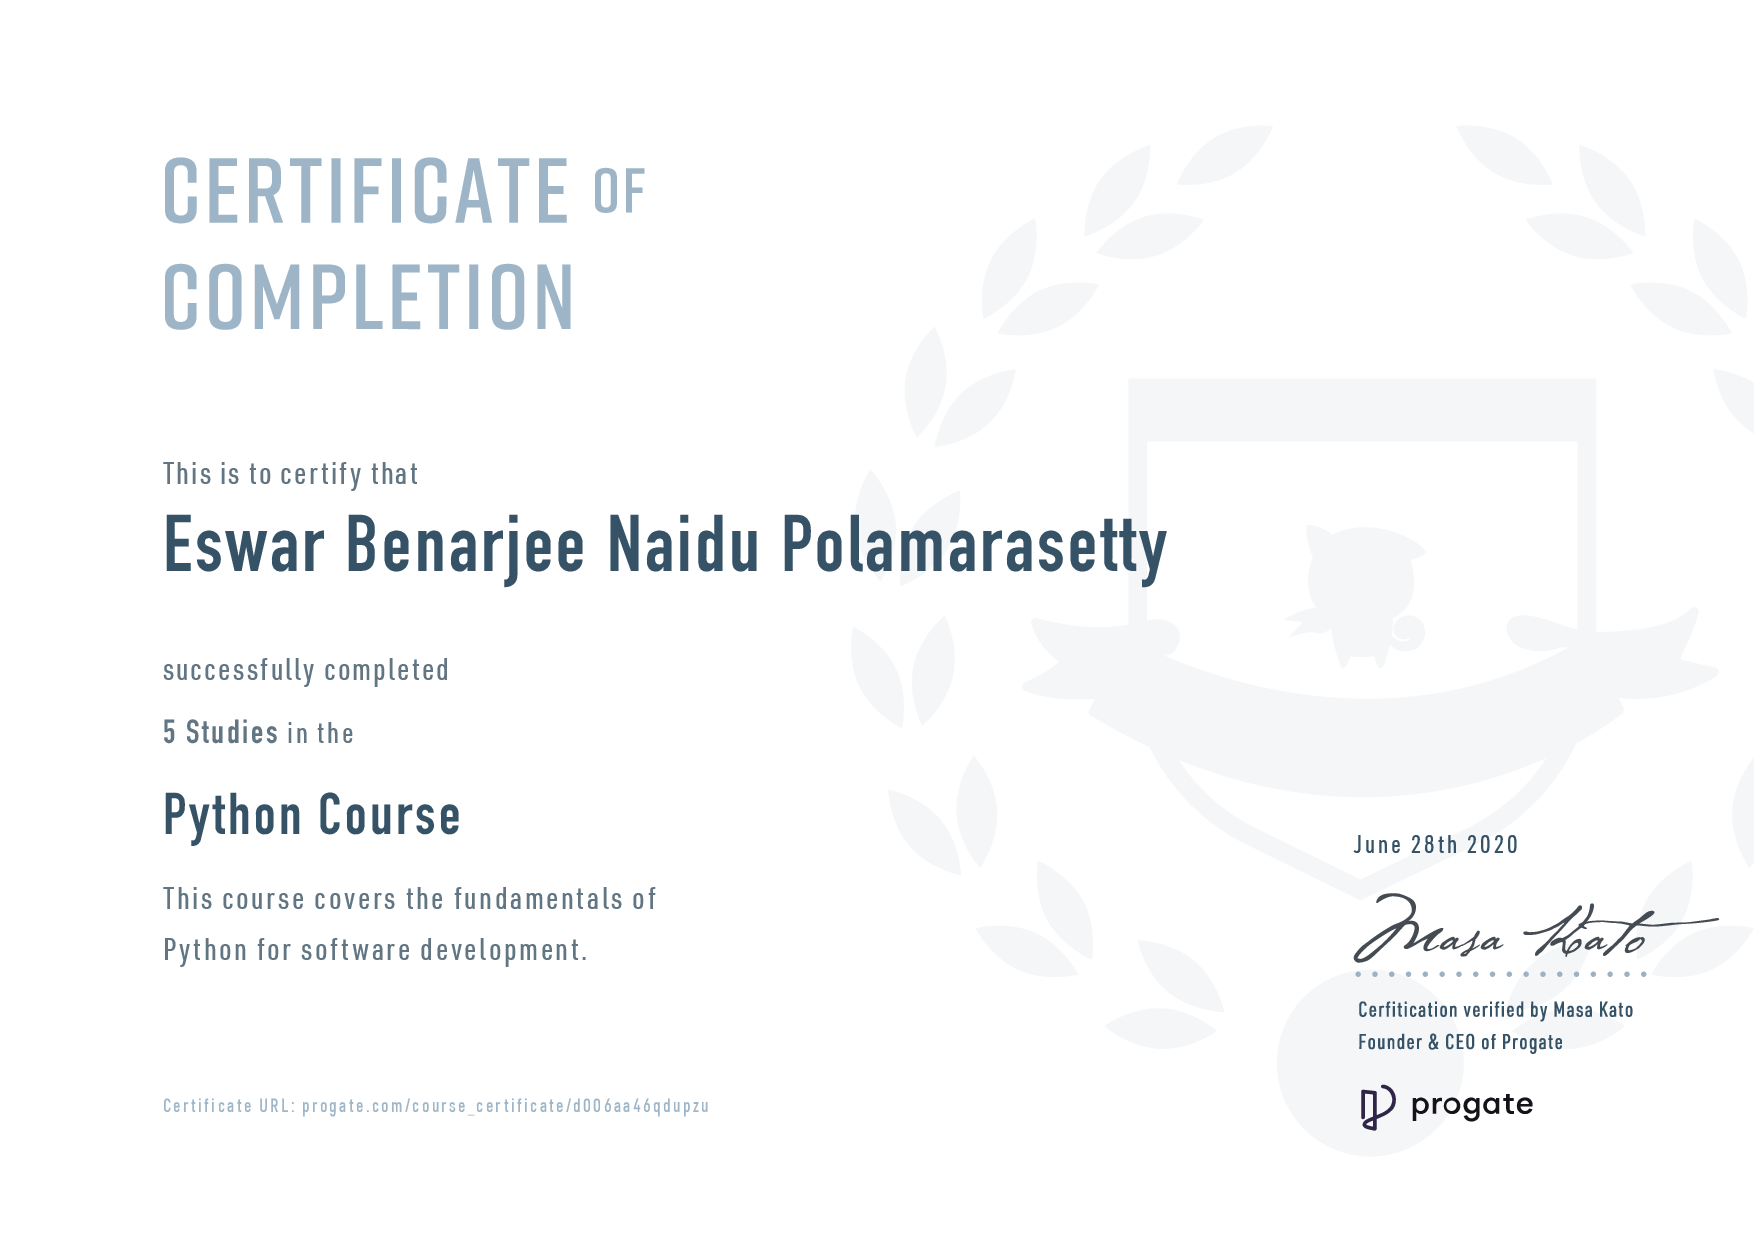 CERTIFICATE OF
COMPLETION
This is to certify that
Eswar Benarjee Naidu Polamarasetty
successfully completed
5 Studies in the
Python Course
This course covers the fundamentals of
Python for software development.
June 28th 2020
Masa Kato
Cerfitication verified by Masa Kato
Founder & CEO of Progate
progate
Certificate URL: progate.com/course_certificate/d006aa46qdupzu